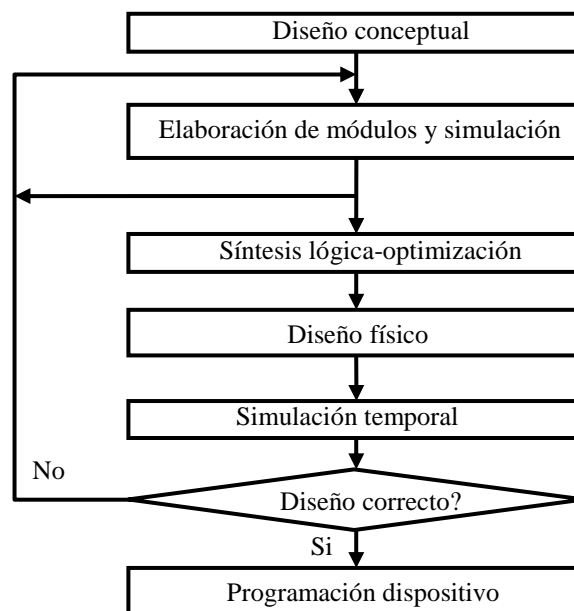 Diseño conceptual
Elaboración de módulos y simulación
Síntesis lógica-optimización
Diseño físico
Simulación temporal
No
Diseño correcto?
Si
Programación dispositivo